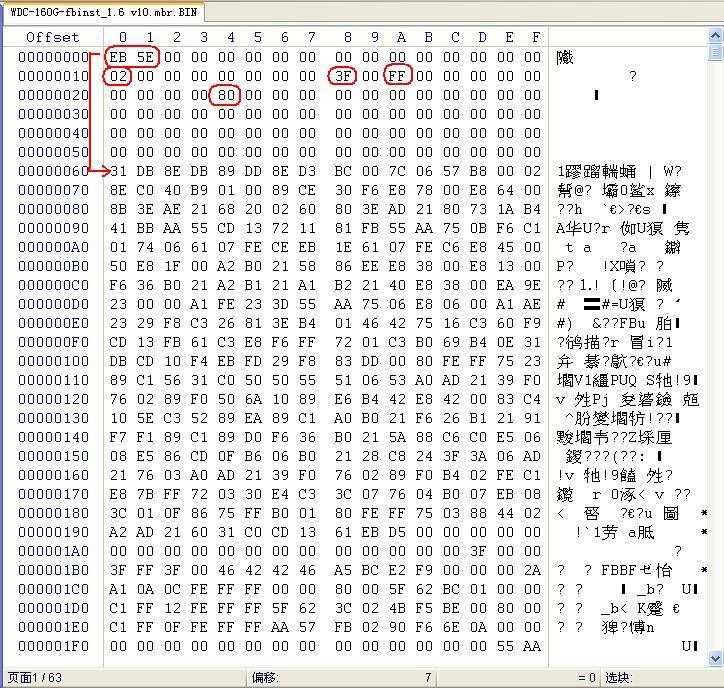 WDC-160G-fbinst_1.6 v10.mbr.BIN
Offset 0 1 2 3 4 5 6 7 8 9 A B C D E F
00000000 EB 5E 00 00 00 00 00 00 00 00 00 00 00 00 00 00
00000010 02 00 00 00 00 00 00 00 3F 00 FF 00 00 00 00 00 ?
00000020 00 00 00 00 80 00 00 00 00 00 00 00 00 00 00 00
00000030 00 00 00 00 00 00 00 00 00 00 00 00 00 00 00 00
00000040 00 00 00 00 00 00 00 00 00 00 00 00 00 00 00 00
00000050 00 00 00 00 00 00 00 00 00 00 00 00 00 00 00 00
00000060 31 DB 8E DB 89 DD 8E D3 BC 00 7C 06 57 B8 00 02
00000070 8E C0 40 B9 01 00 89 CE 30 F6 E8 78 00 E8 64 00
00000080 8B 3E AE 21 68 20 02 60 80 3E AD 21 80 73 1A B4
00000090 41 BB AA 55 CD 13 72 11 81 FB 55 AA 75 0B F6 C1
000000A0 01 74 06 61 07 FE CE EB 1E 61 07 FE C6 E8 45 00
000000B0 50 E8 1F 00 A2 B0 21 58 86 EE E8 38 00 E8 13 00
000000C0 F6 36 B0 21 A2 B1 21 A1 B2 21 40 E8 38 00 EA 9E
000000D0 23 00 00 A1 FE 23 3D 55 AA 75 06 E8 06 00 A1 AE
000000E0 23 29 F8 C3 26 81 3E B4 01 46 42 75 16 C3 60 F9
000000F0 CD 13 FB 61 C3 E8 F6 FF 72 01 C3 B0 69 B4 0E 31
00000100 DB CD 10 F4 EB FD 29 F8 83 DD 00 80 FE FF 75 23
00000110 89 C1 56 31 C0 50 50 55 51 06 53 A0 AD 21 39 F0
00000120 76 02 89 F0 50 6A 10 89 E6 B4 42 E8 42 00 83 C4
00000130 10 5E C3 52 89 EA 89 C1 A0 B0 21 F6 26 B1 21 91
00000140 F7 F1 89 C1 89 D0 F6 36 B0 21 5A 88 C6 C0 E5 06
00000150 08 E5 86 CD 0F B6 06 B0 21 28 C8 24 3F 3A 06 AD
00000160 21 76 03 A0 AD 21 39 F0 76 02 89 F0 B4 02 FE C1
00000170 E8 7B FF 72 03 30 E4 C3 3C 07 76 04 B0 07 EB 08
00000180 3C 01 0F 86 75 FF B0 01 80 FE FF 75 03 88 44 02
00000190 A2 AD 21 60 31 C0 CD 13 61 EB D5 00 00 00 00 00
000001A0 00 00 00 00 00 00 00 00 00 00 00 00 00 3F 00 00 ?
000001B0 3F FF 3F 00 46 42 42 46 A5 BC E2 F9 00 00 00 2A
000001C0 A1 0A 0C FE FF FF 00 00 80 00 5F 62 BC 01 00 00
000001D0 C1 FF 12 FE FF FF 5F 62 3C 02 4B F5 BE 00 80 00
000001E0 C1 FF 0F FE FF FF AA 57 FB 02 90 F6 6E 0A 00 00
000001F0 00 00 00 00 00 00 00 00 00 00 00 00 00 00 55 AA
页面1 / 63 偏移: 7 = 0 选块: